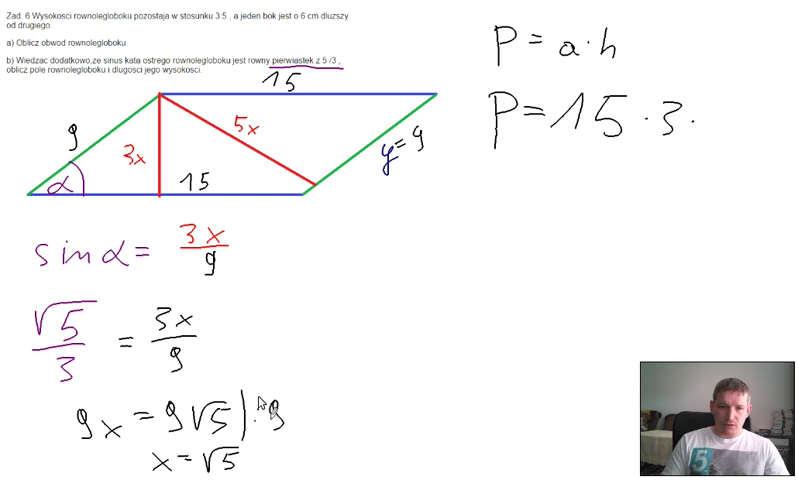 Zad. 6 Wysokosci rownolegloboku pozostaja w stosunku 3:5 , a jeden bok jest o 6 cm dluzszy
od drugiego.
a) Oblicz obwod rownolegloboku.
b) Wiedzac dodatkowo,ze sinus kata ostrego rownolegloboku jest rowny pierwiastek z 5 /3 ,
oblicz pole rownolegloboku i dlugosci jego wysokosci.
P = a · h
P = 15 · 3 ·
15
9
3x
5x
y = 9
α
15
sin α = 3x/9
√5/3 = 3x/9
9x = 9√5 | : 9
x = √5
5